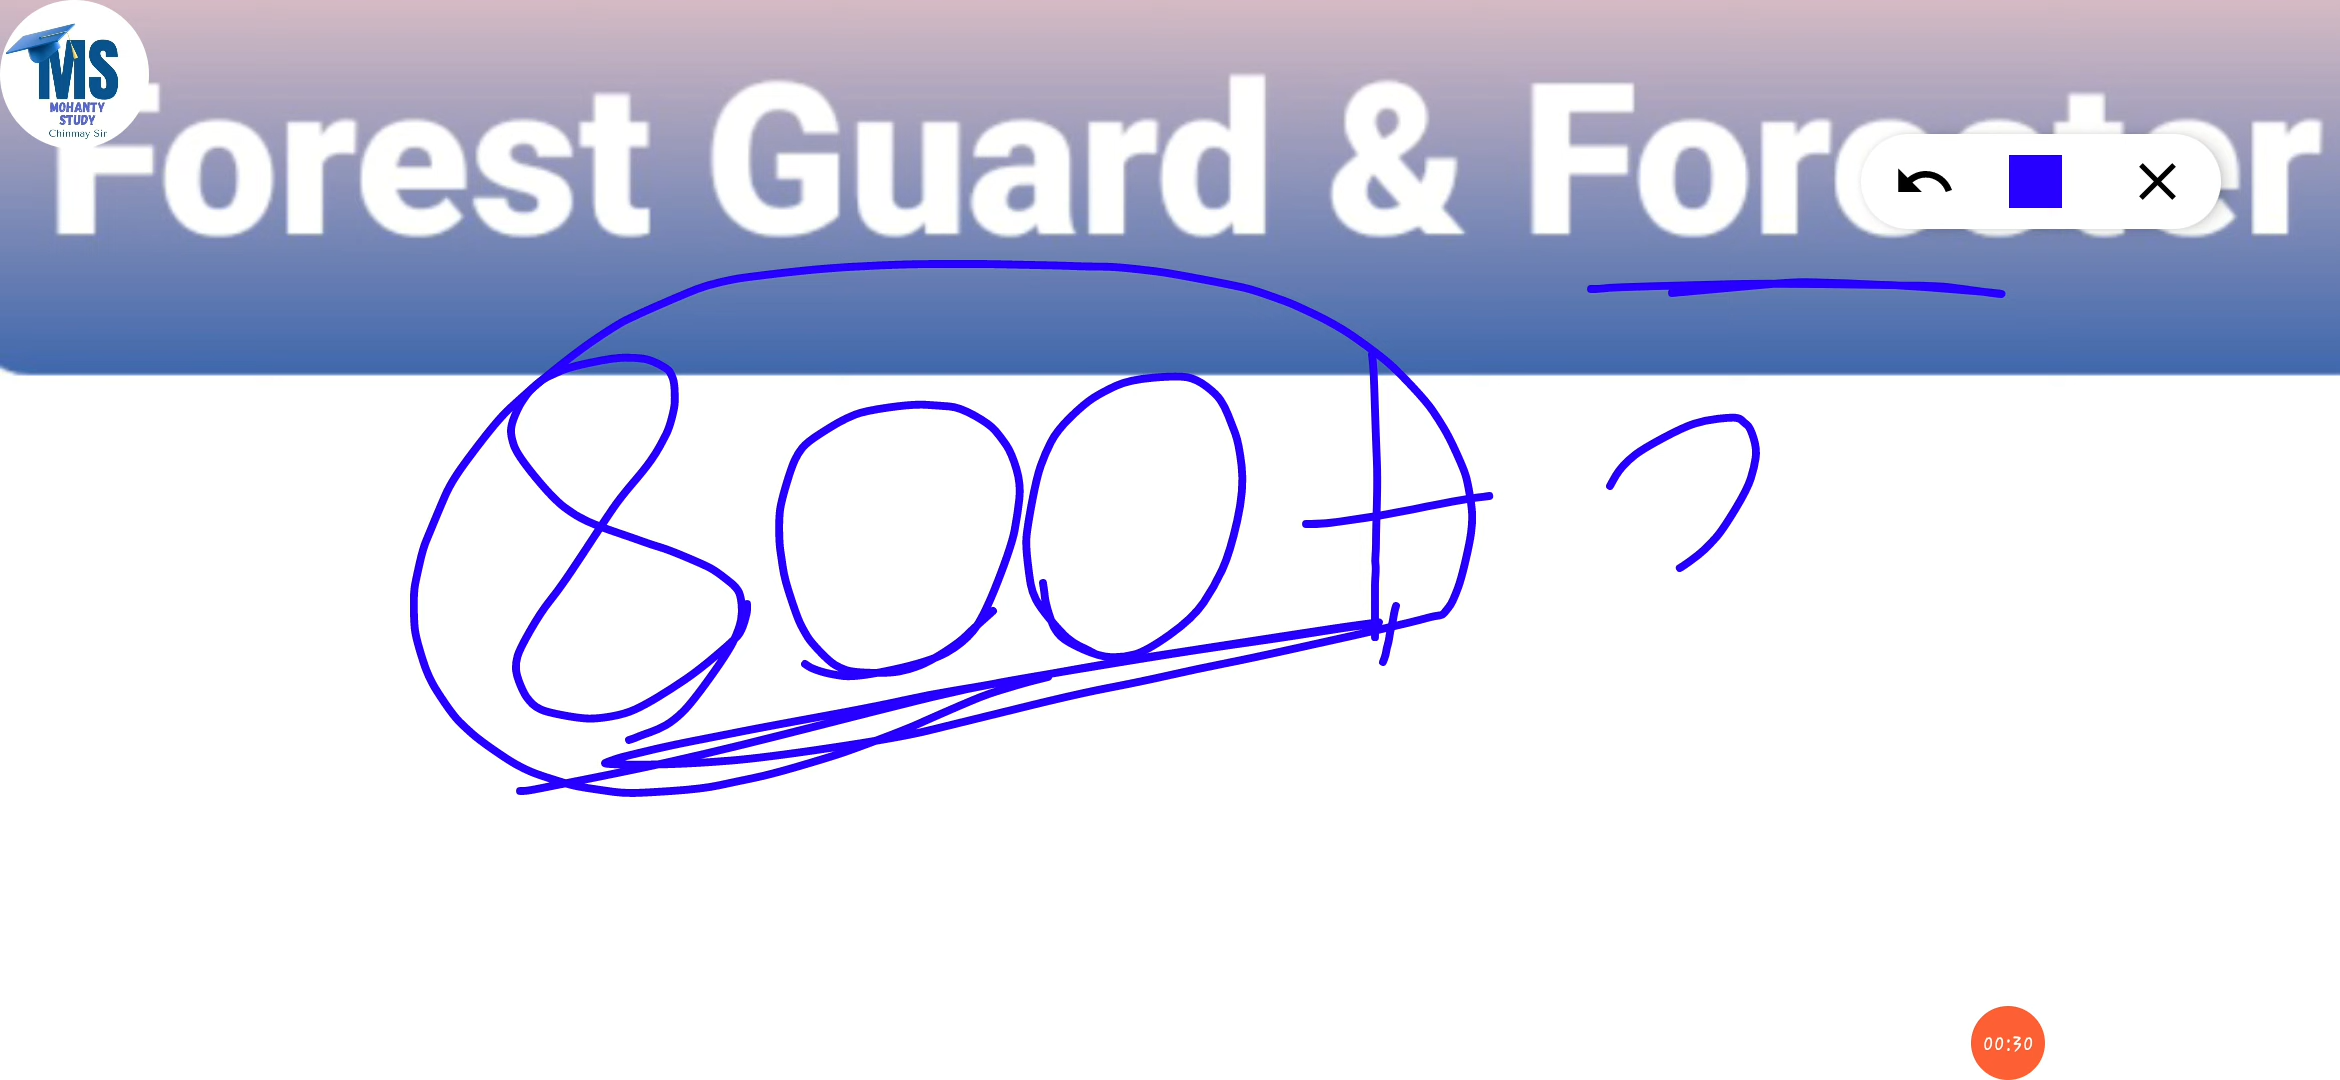 MS
MOHANTY
STUDY
Chinmay Sir
Forest Guard & Forester
800+
00:30